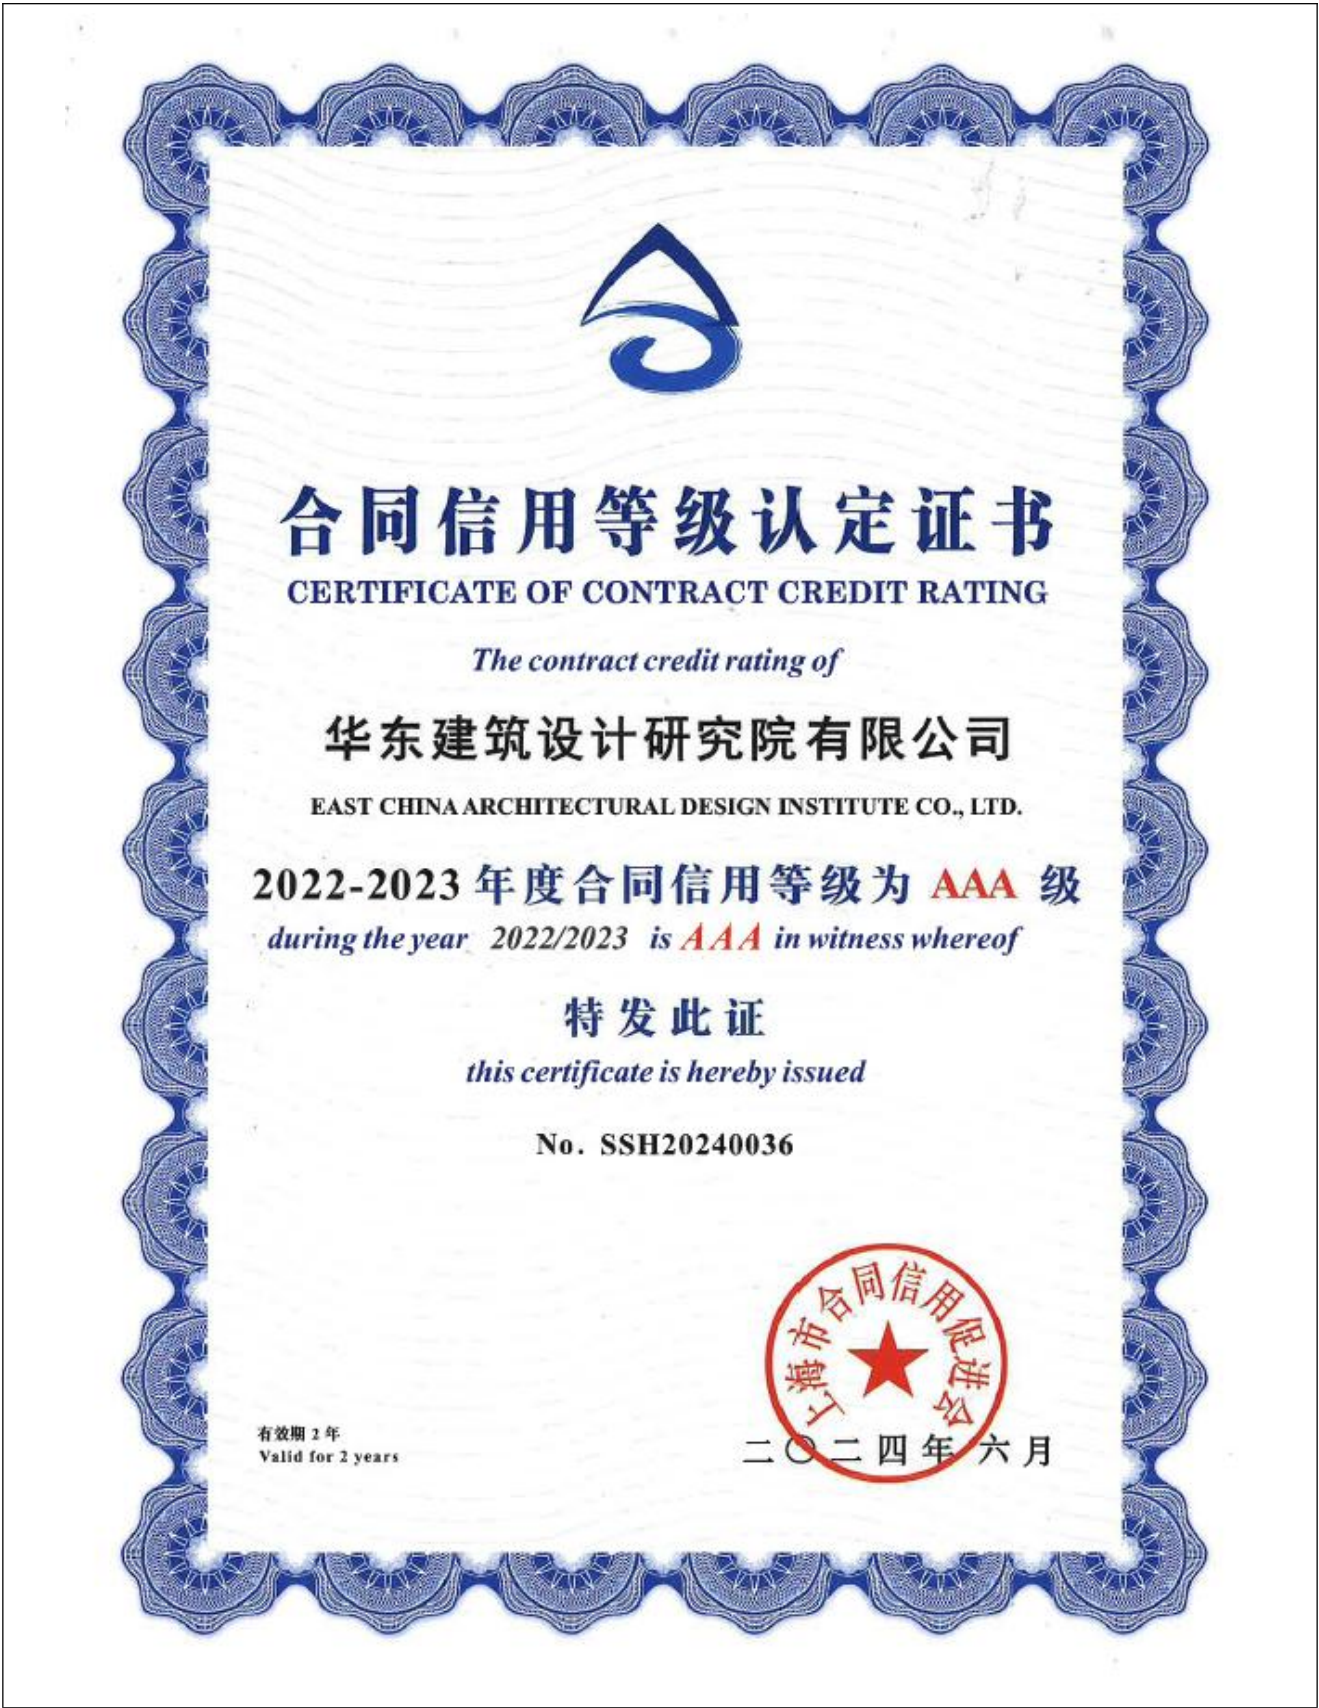 合同信用等级认定证书
CERTIFICATE OF CONTRACT CREDIT RATING
The contract credit rating of
华东建筑设计研究院有限公司
EAST CHINA ARCHITECTURAL DESIGN INSTITUTE CO., LTD.
2022-2023 年度合同信用等级为 AAA 级
during the year 2022/2023 is AAA in witness whereof
特发此证
this certificate is hereby issued
No. SSH20240036
上海市合同信用促进会
有效期 2 年
Valid for 2 years
二〇二四年六月